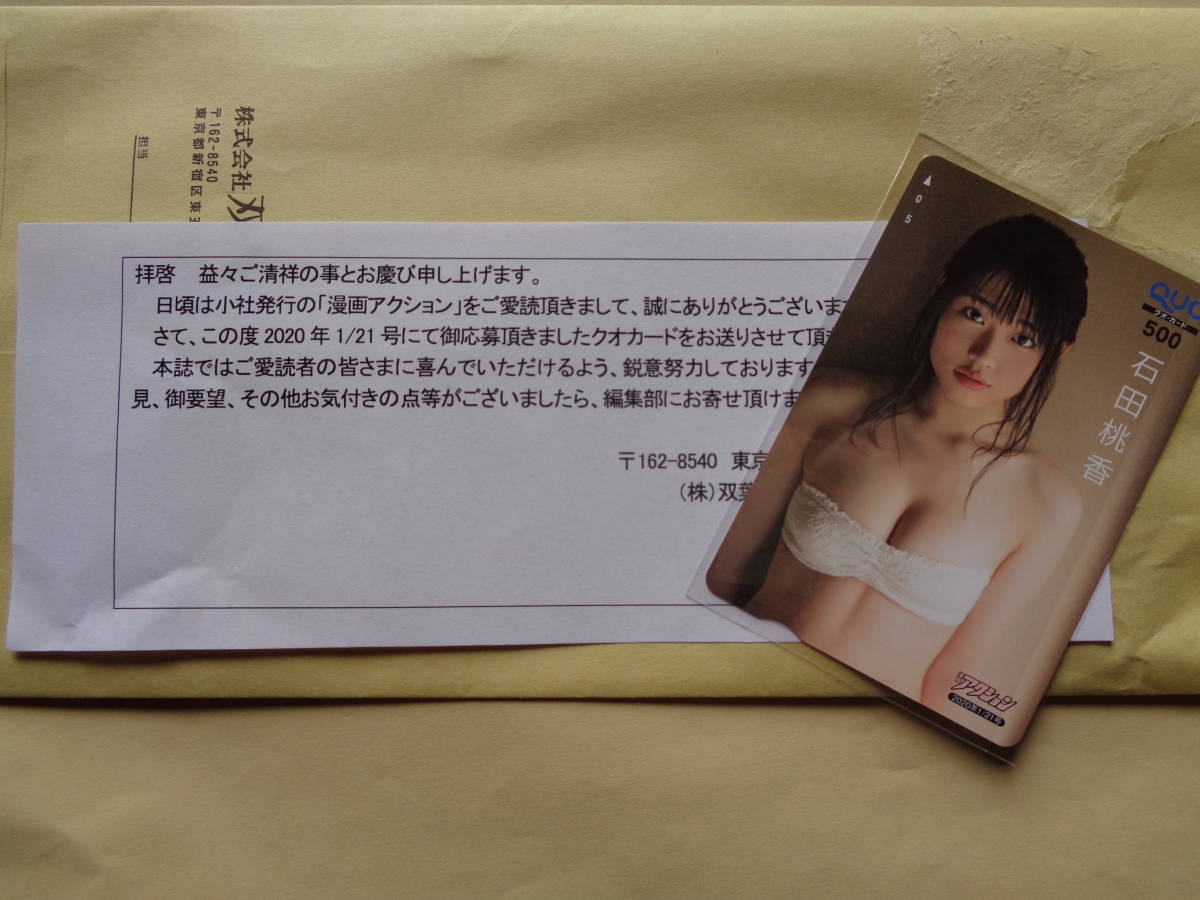 株式会社
〒162-8540
東京都新宿区東
担当
拝啓　益々ご清祥の事とお慶び申し上げます。
日頃は小社発行の「漫画アクション」をご愛読頂きまして、誠にありがとうございま
さて、この度2020年1/21号にて御応募頂きましたクオカードをお送りさせて頂
本誌ではご愛読者の皆さまに喜んでいただけるよう、鋭意努力しております
見、御要望、その他お気付きの点等がございましたら、編集部にお寄せ頂けま
〒162-8540　東京
（株）双葉
05
QUO
クオ・カード
500
石田桃香
アクション
2020年1/21号